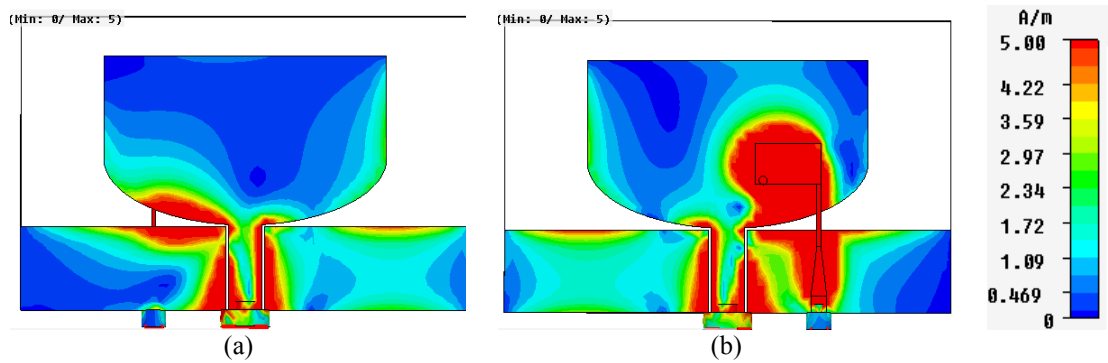 (Min: 0/ Max: 5)
(Min: 0/ Max: 5)
A/m
5.00
4.22
3.59
2.97
2.34
1.72
1.09
0.469
0
(a)
(b)